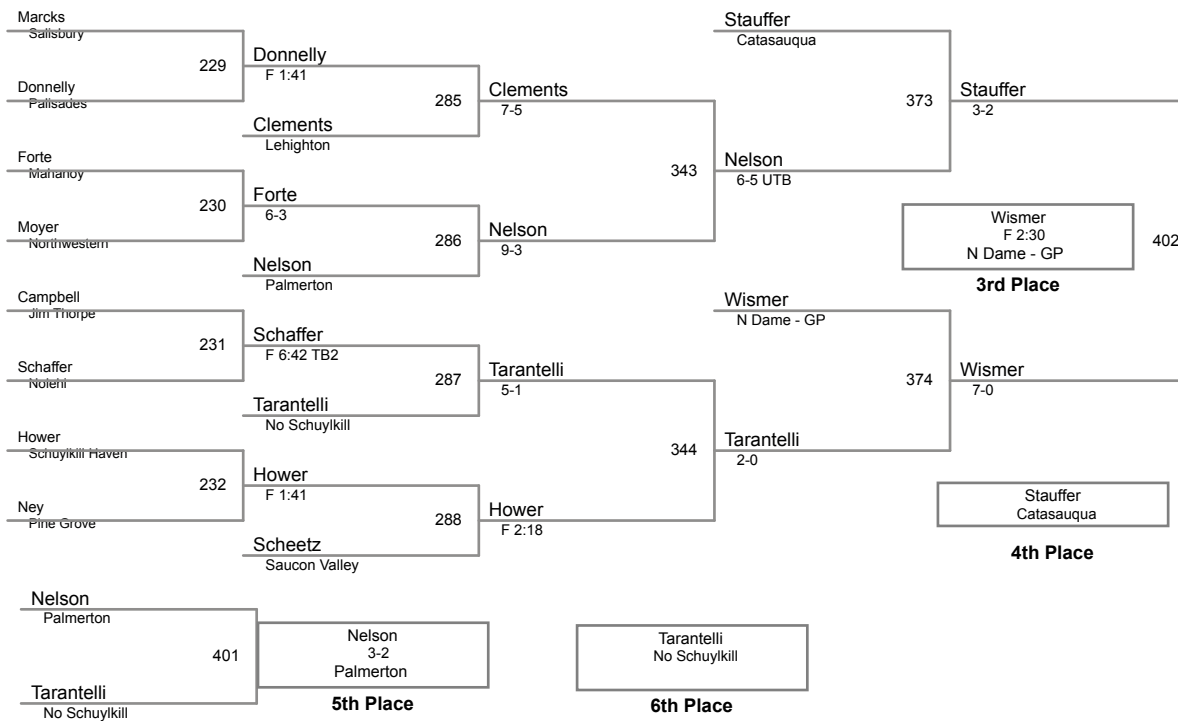 Marcks
Salisbury
229
Donnelly
Palisades
Donnelly
F 1:41
285
Clements
Lehighton
Clements
7-5
Forte
Mahanoy
230
Moyer
Northwestern
Forte
6-3
286
Nelson
Palmerton
Nelson
9-3
343
Stauffer
Catasauqua
373
Nelson
6-5 UTB
Stauffer
3-2
Wismer
F 2:30
N Dame - GP
402
3rd Place
Campbell
Jim Thorpe
231
Schaffer
Nolehi
Schaffer
F 6:42 TB2
287
Tarantelli
No Schuylkill
Tarantelli
5-1
Hower
Schuylkill Haven
232
Ney
Pine Grove
Hower
F 1:41
288
Scheetz
Saucon Valley
Hower
F 2:18
344
Wismer
N Dame - GP
374
Tarantelli
2-0
Wismer
7-0
Stauffer
Catasauqua
4th Place
Nelson
Palmerton
401
Tarantelli
No Schuylkill
Nelson
3-2
Palmerton
5th Place
Tarantelli
No Schuylkill
6th Place